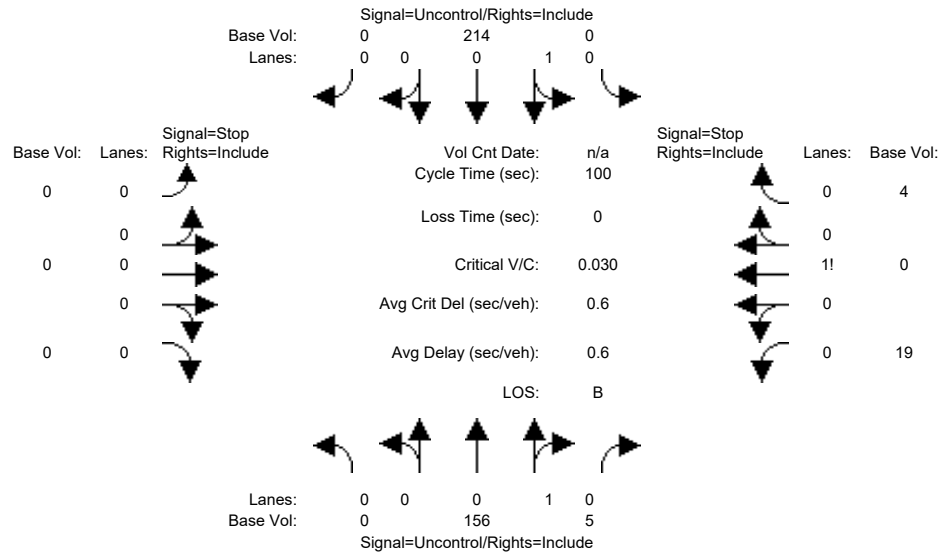 Signal=Uncontrol/Rights=Include
Base Vol: 0 214 0
Lanes: 0 0 0 1 0
Signal=Stop
Base Vol: Lanes: Rights=Include
Vol Cnt Date: n/a
Signal=Stop
Rights=Include Lanes: Base Vol:
Cycle Time (sec): 100
0 0
0 4
Loss Time (sec): 0
0
0
0 0
Critical V/C: 0.030
1! 0
0
Avg Crit Del (sec/veh): 0.6
0
0 0
Avg Delay (sec/veh): 0.6
0 19
LOS: B
Lanes: 0 0 0 1 0
Base Vol: 0 156 5
Signal=Uncontrol/Rights=Include